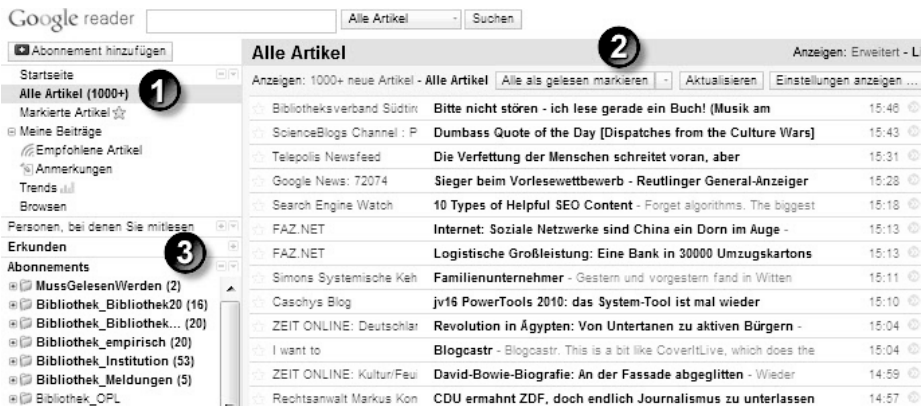 Google reader
Alle Artikel
Suchen
Abonnement hinzufügen
Startseite
Alle Artikel (1000+)
1
Markierte Artikel
Meine Beiträge
Empfohlene Artikel
Anmerkungen
Trends
Browsen
Personen, bei denen Sie mitlesen
Erkunden
3
Abonnements
MussGelesenWerden (2)
Bibliothek_Bibliothek20 (16)
Bibliothek_Bibliothek... (20)
Bibliothek_empirisch (20)
Bibliothek_Institution (53)
Bibliothek_Meldungen (5)
Bibliothek_OPL
Alle Artikel
2
Anzeigen: Erweitert - L
Anzeigen: 1000+ neue Artikel - Alle Artikel Alle als gelesen markieren Aktualisieren Einstellungen anzeigen ...
Bibliotheksverband Südtiro Bitte nicht stören - ich lese gerade ein Buch! (Musik am 15:46
ScienceBlogs Channel : P Dumbass Quote of the Day [Dispatches from the Culture Wars] 15:43
Telepolis Newsfeed Die Verfettung der Menschen schreitet voran, aber 15:31
Google News: 72074 Sieger beim Vorlesewettbewerb - Reutlinger General-Anzeiger 15:28
Search Engine Watch 10 Types of Helpful SEO Content - Forget algorithms. The biggest 15:18
FAZ.NET Internet: Soziale Netzwerke sind China ein Dorn im Auge - 15:13
FAZ.NET Logistische Großleistung: Eine Bank in 30000 Umzugskartons 15:13
Simons Systemische Keh Familienunternehmer - Gestern und vorgestern fand in Witten 15:11
Caschys Blog jv16 PowerTools 2010: das System-Tool ist mal wieder 15:10
ZEIT ONLINE: Deutschlan Revolution in Ägypten: Von Untertanen zu aktiven Bürgern - 15:04
I want to Blogcastr - Blogcastr. This is a bit like CoverItLive, which does the 15:04
ZEIT ONLINE: Kultur/Feui David-Bowie-Biografie: An der Fassade abgeglitten - Wieder 14:59
Rechtsanwalt Markus Kon CDU ermahnt ZDF, doch endlich Journalismus zu unterlassen 14:57